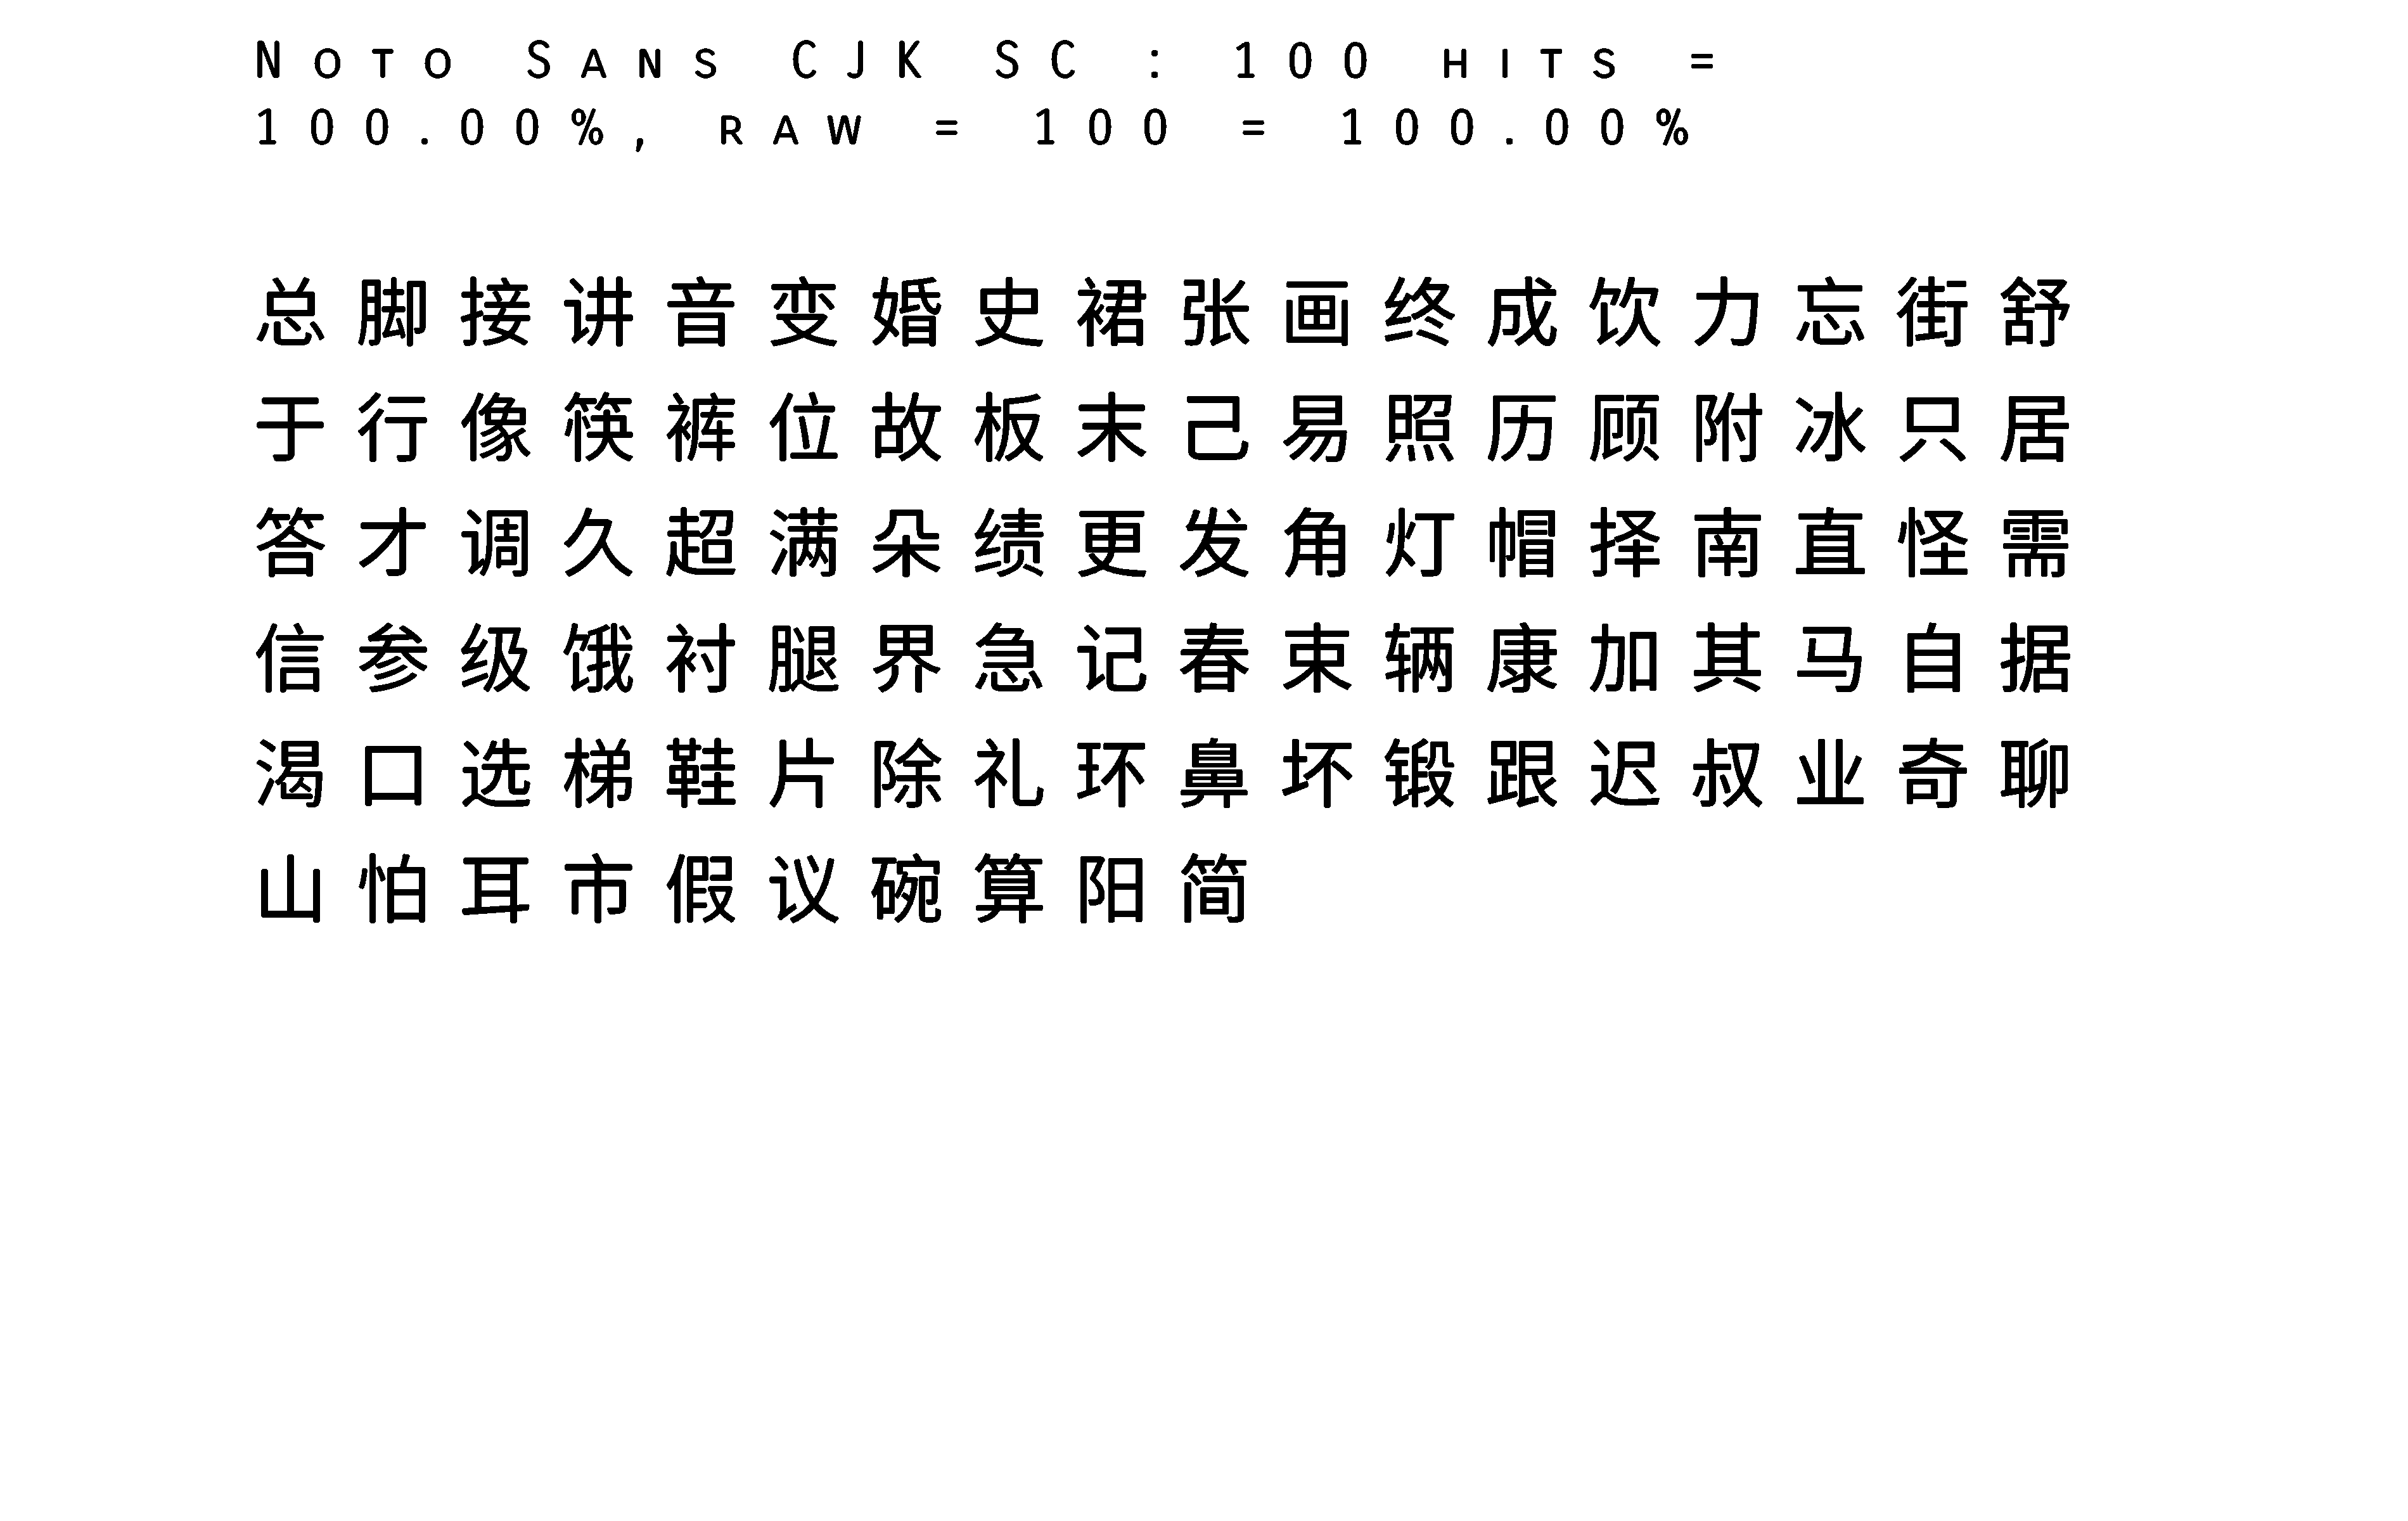 Noto Sans CJK SC : 100 hits =
100.00%, raw = 100 = 100.00%
总脚接讲音变婚史裙张画终成饮力忘街舒
于行像筷裤位故板末己易照历顾附冰只居
答才调久超满朵绩更发角灯帽择南直怪需
信参级饿衬腿界急记春束辆康加其马自据
渴口选梯鞋片除礼环鼻坏锻跟迟叔业奇聊
山怕耳市假议碗算阳简